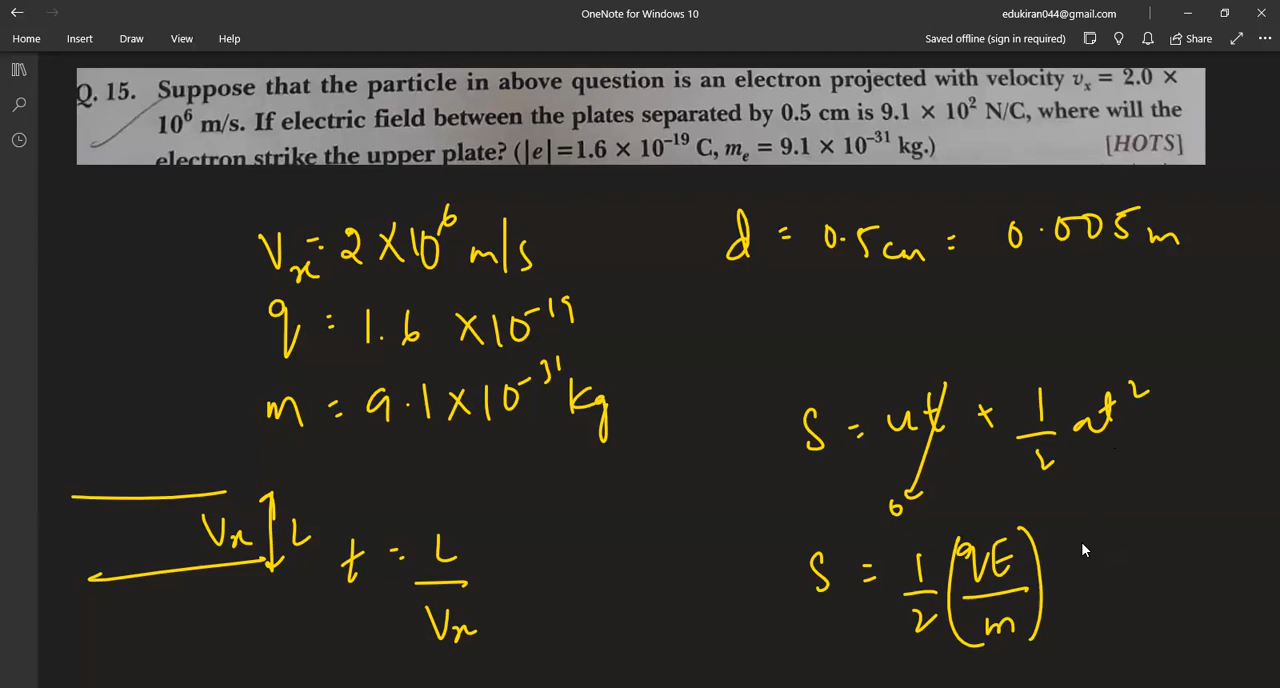 OneNote for Windows 10
edukiran044@gmail.com
Home Insert Draw View Help
Saved offline (sign in required)
Share
Q. 15. Suppose that the particle in above question is an electron projected with velocity vₓ = 2.0 ×
10⁶ m/s. If electric field between the plates separated by 0.5 cm is 9.1 × 10² N/C, where will the
electron strike the upper plate? (|e|=1.6 × 10⁻¹⁹ C, mₑ = 9.1 × 10⁻³¹ kg.) [HOTS]
Vₓ = 2 × 10⁶ m/s
d = 0.5 cm = 0.005 m
q = 1.6 × 10⁻¹⁹
m = 9.1 × 10⁻³¹ kg
S = ut + 1/2 at²
0
Vₓ L
t = L/Vₓ
S = 1/2 (qE/m)